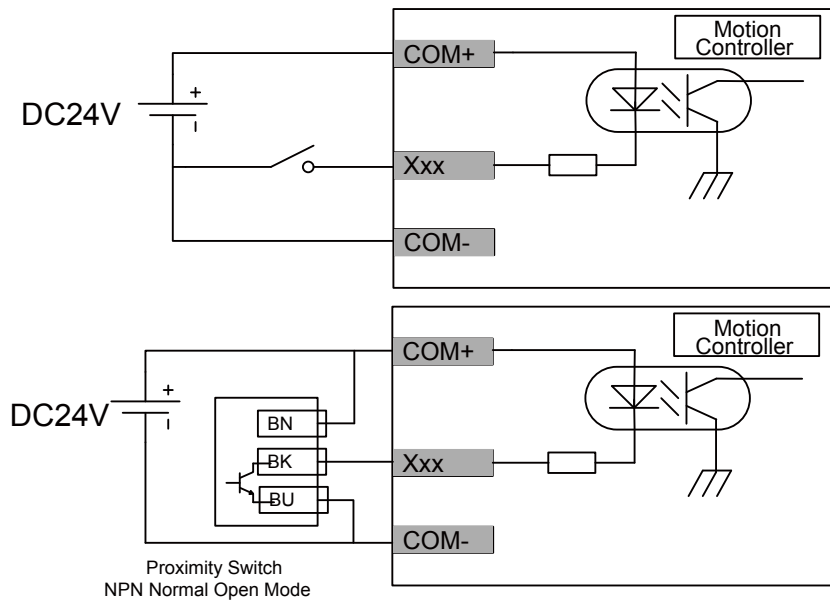 Motion
Controller
COM+
+
DC24V
Xxx
COM-
Motion
Controller
COM+
+
DC24V
BN
BK
Xxx
BU
COM-
Proximity Switch
NPN Normal Open Mode